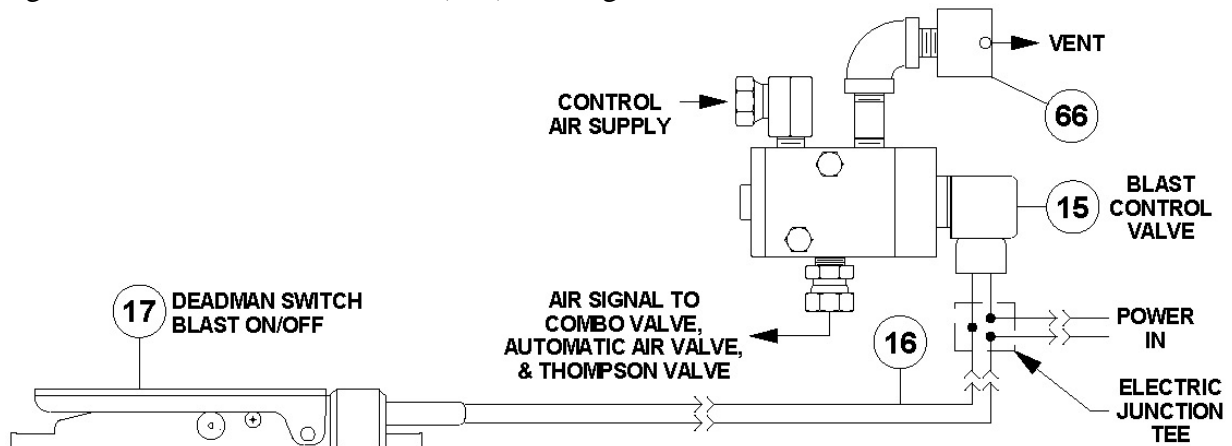 VENT
CONTROL
AIR SUPPLY
66
15
BLAST
CONTROL
VALVE
17
DEADMAN SWITCH
BLAST ON/OFF
AIR SIGNAL TO
COMBO VALVE,
AUTOMATIC AIR VALVE,
& THOMPSON VALVE
16
POWER
IN
ELECTRIC
JUNCTION
TEE